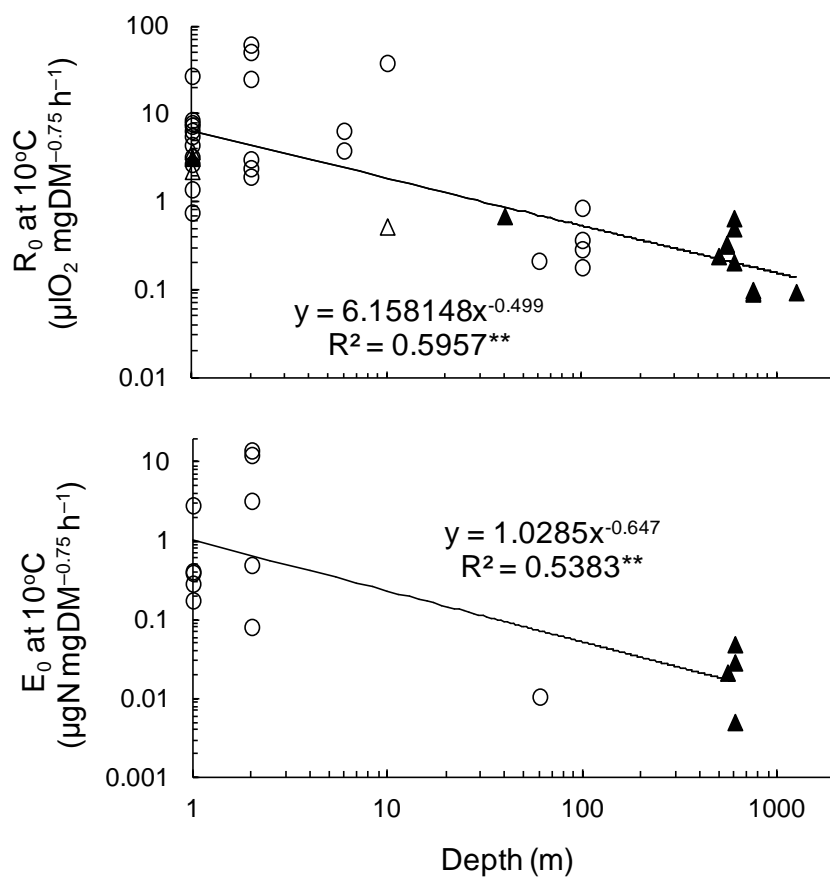 100
10
1
0.1
0.01
R₀ at 10°C
(µlO₂ mgDM⁻⁰·⁷⁵ h⁻¹)
y = 6.158148x⁻⁰·⁴⁹⁹
R² = 0.5957**
10
1
0.1
0.01
0.001
E₀ at 10°C
(µgN mgDM⁻⁰·⁷⁵ h⁻¹)
y = 1.0285x⁻⁰·⁶⁴⁷
R² = 0.5383**
1 10 100 1000
Depth (m)